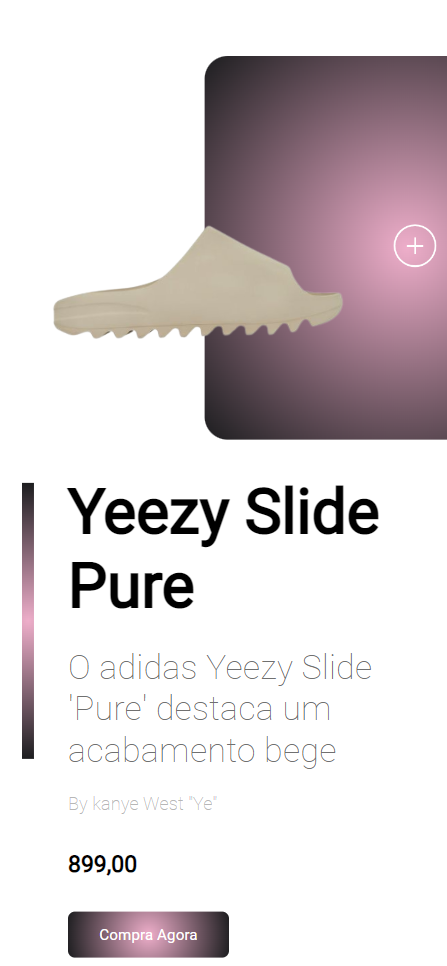 Yeezy Slide
Pure
O adidas Yeezy Slide
'Pure' destaca um
acabamento bege
By kanye West "Ye"
899,00
Compra Agora